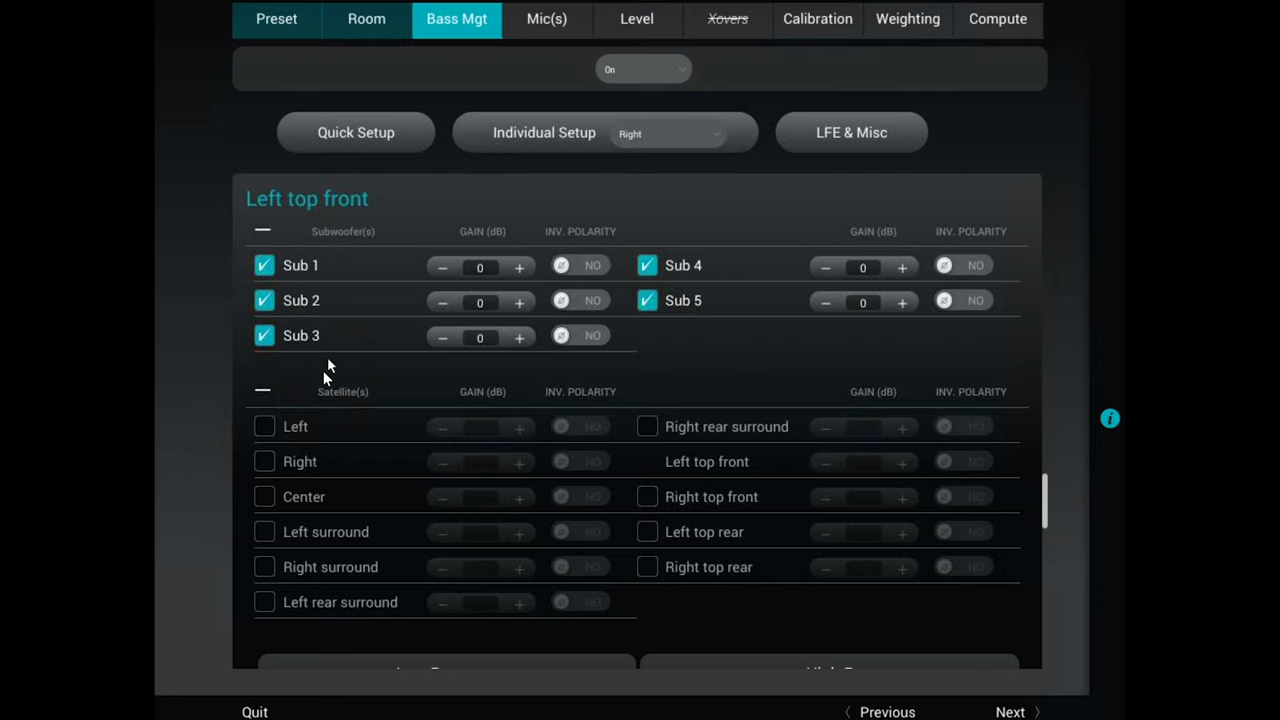 Preset Room Bass Mgt Mic(s) Level Xovers Calibration Weighting Compute
On
Quick Setup Individual Setup Right LFE & Misc
Left top front
Subwoofer(s) GAIN (dB) INV. POLARITY GAIN (dB) INV. POLARITY
Sub 1 − 0 + NO Sub 4 − 0 + NO
Sub 2 − 0 + NO Sub 5 − 0 + NO
Sub 3 − 0 + NO
Satellite(s) GAIN (dB) INV. POLARITY GAIN (dB) INV. POLARITY
Left − + NO Right rear surround − + NO
Right − + NO Left top front − + NO
Center − + NO Right top front − + NO
Left surround − + NO Left top rear − + NO
Right surround − + NO Right top rear − + NO
Left rear surround − + NO
i
Quit Previous Next